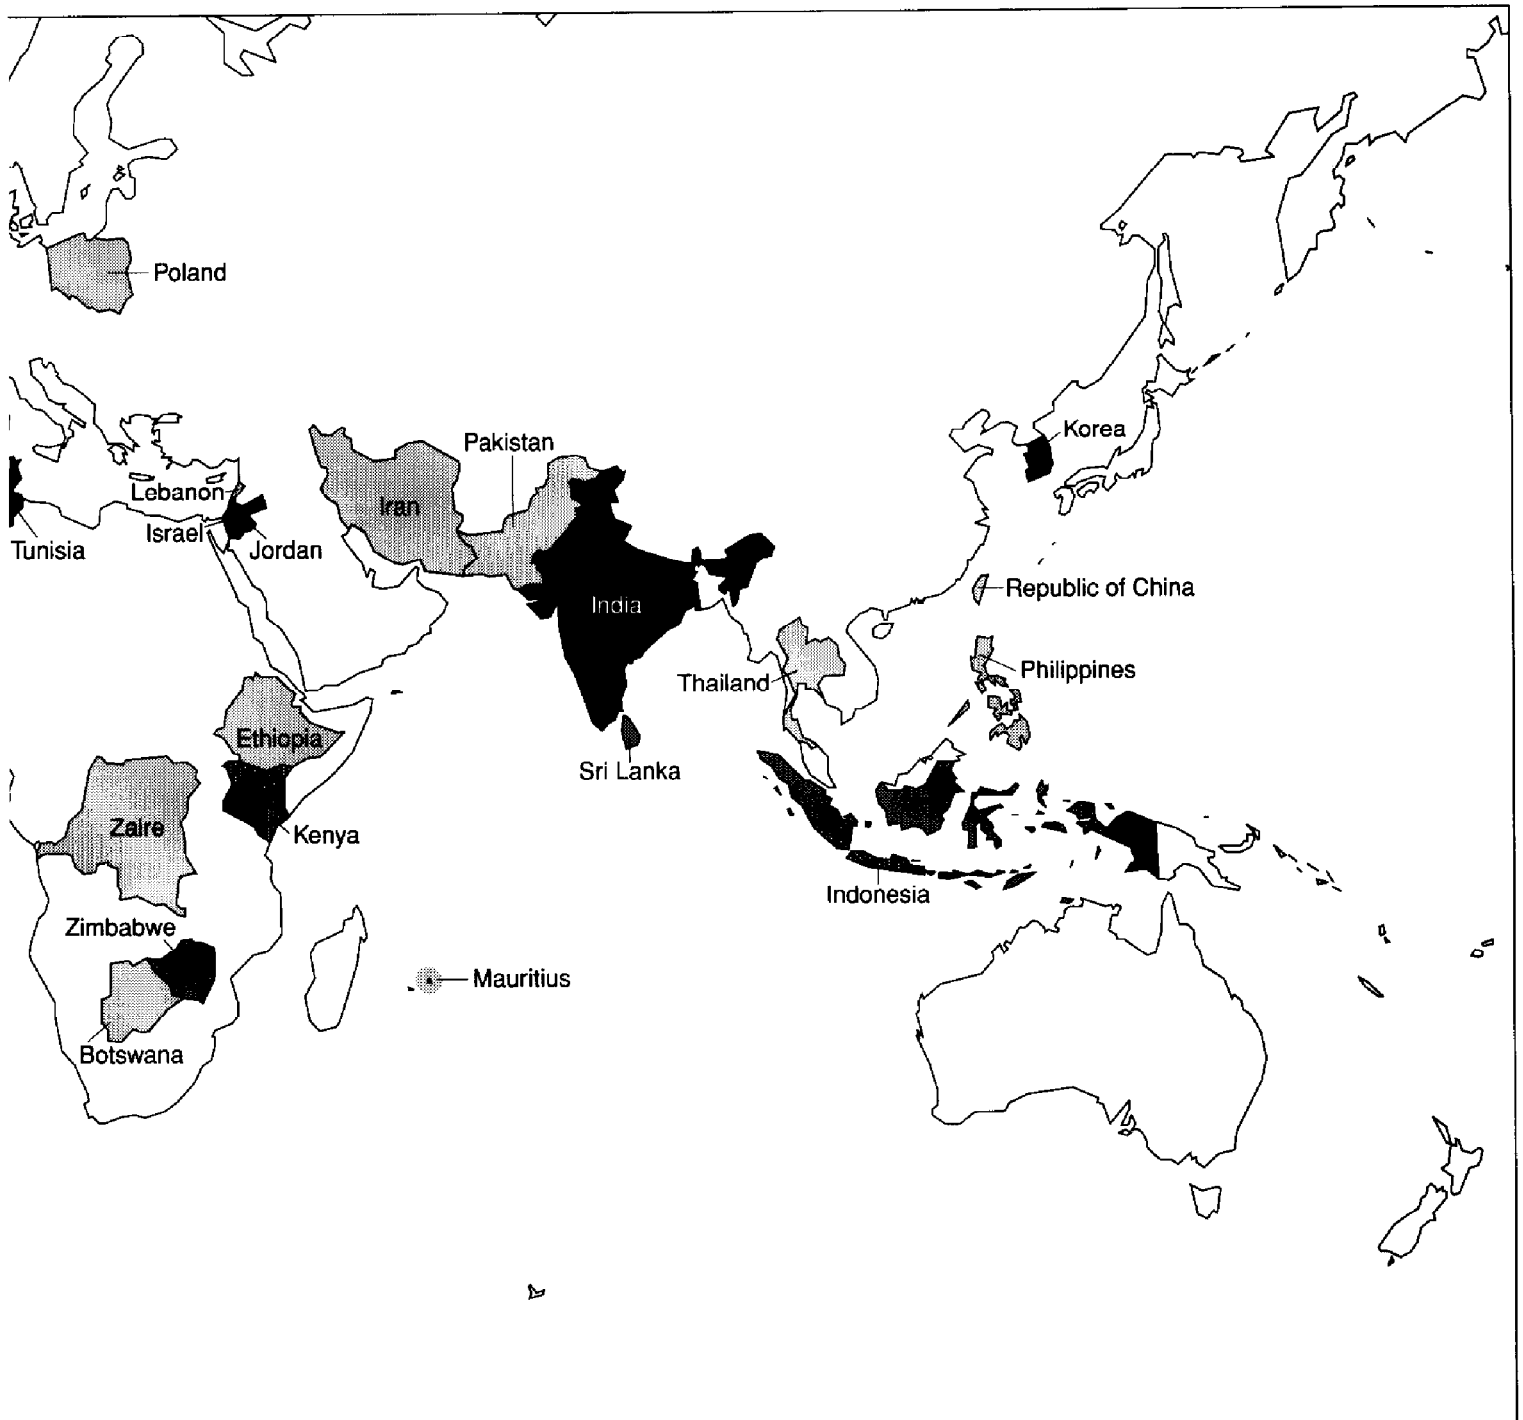 Poland
Pakistan
Korea
Lebanon
Iran
Israel
Jordan
Tunisia
Republic of China
India
Philippines
Thailand
Ethiopia
Sri Lanka
Zaire
Kenya
Indonesia
Zimbabwe
Mauritius
Botswana